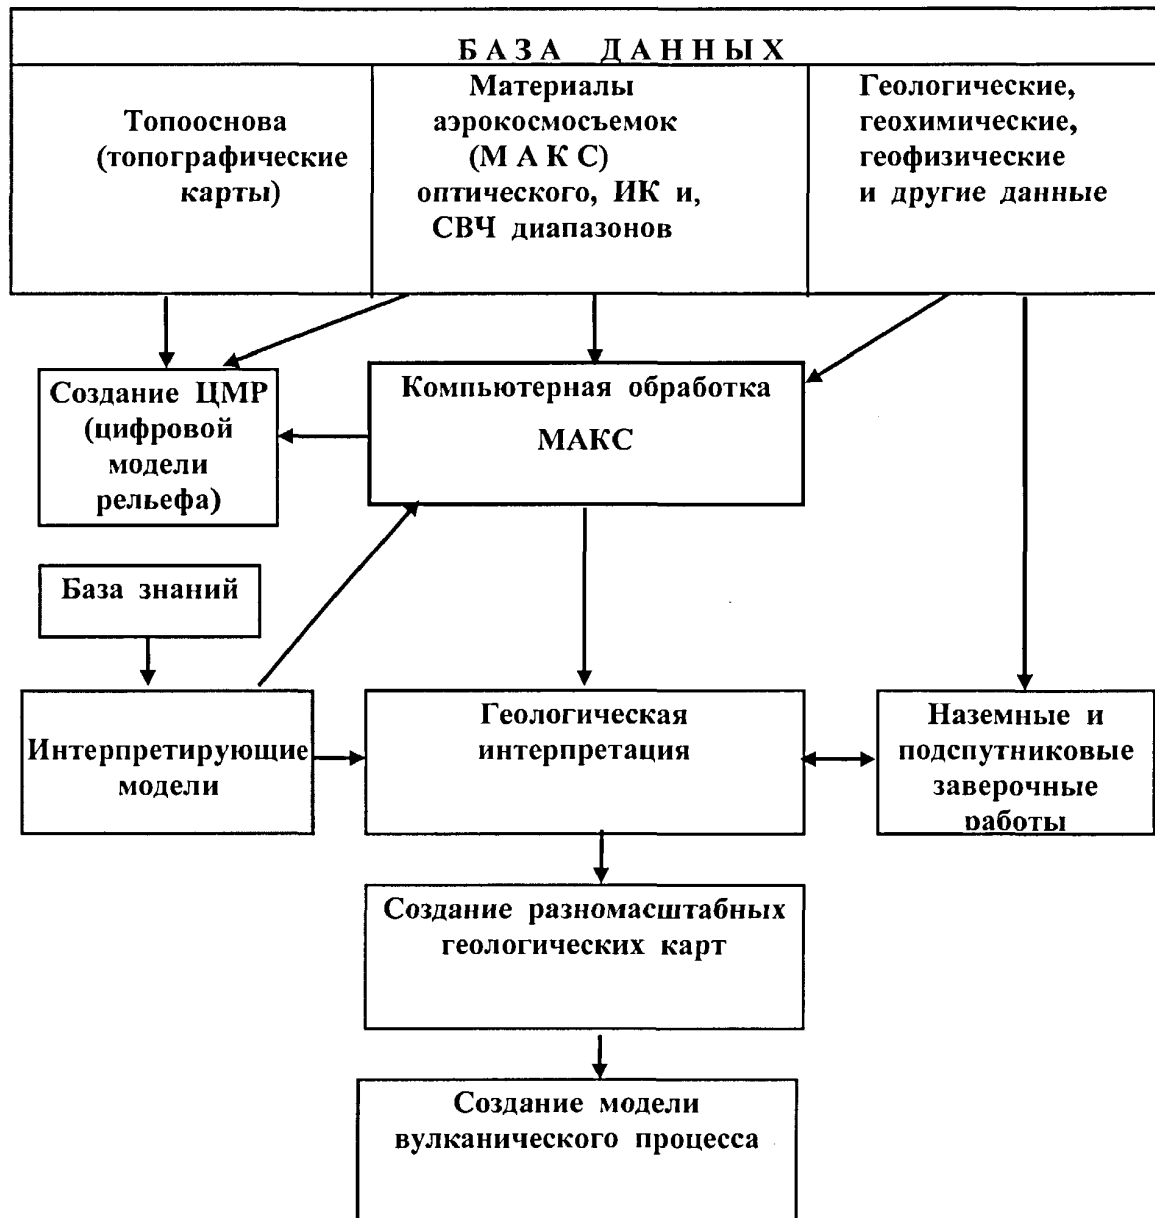 БАЗА ДАННЫХ
Топооснова
(топографические
карты)
Материалы
аэрокосмосъемок
(М А К С)
оптического, ИК и,
СВЧ диапазонов
Геологические,
геохимические,
геофизические
и другие данные
Создание ЦМР
(цифровой
модели
рельефа)
Компьютерная обработка
МАКС
База знаний
Интерпретирующие
модели
Геологическая
интерпретация
Наземные и
подспутниковые
заверочные
работы
Создание разномасштабных
геологических карт
Создание модели
вулканического процесса